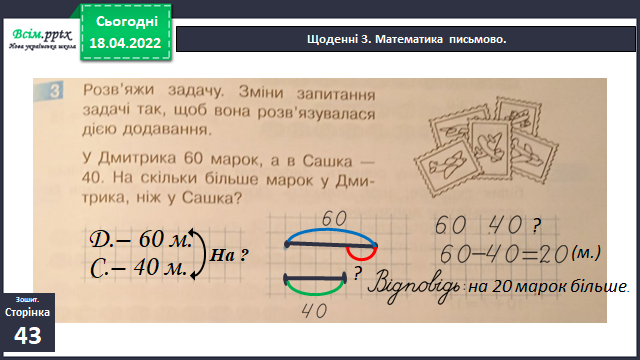 Всім.pptx
Нова українська школа
Сьогодні
18.04.2022
Щоденні 3. Математика письмово.
3
Розв'яжи задачу. Зміни запитання
задачі так, щоб вона розв'язувалася
дією додавання.
У Дмитрика 60 марок, а в Сашка —
40. На скільки більше марок у Дми-
трика, ніж у Сашка?
Д.– 60 м.
С.– 40 м.
На ?
60
?
40
60 40 ?
60–40=20 (м.)
Відповідь: на 20 марок більше.
Зошит.
Сторінка
43